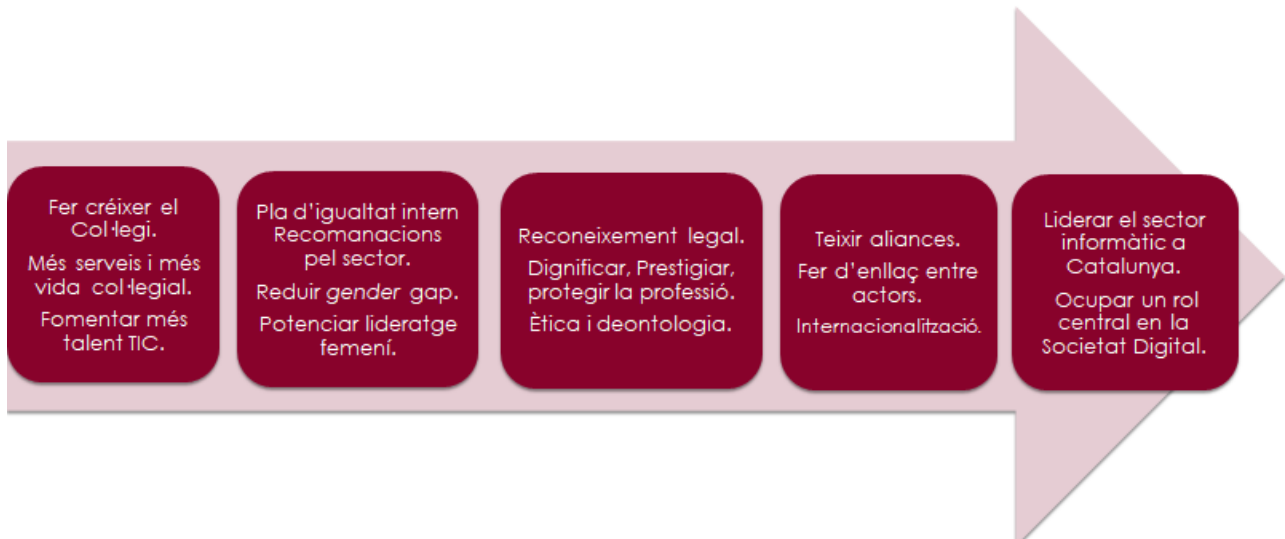 Fer créixer el
Col·legi.
Més serveis i més
vida col·legial.
Fomentar més
talent TIC.
Pla d'igualtat intern
Recomanacions
pel sector.
Reduir gender gap.
Potenciar lideratge
femení.
Reconeixement legal.
Dignificar, Prestigiar,
protegir la professió.
Ètica i deontologia.
Teixir aliances.
Fer d'enllaç entre
actors.
Internacionalització.
Liderar el sector
informàtic a
Catalunya.
Ocupar un rol
central en la
Societat Digital.